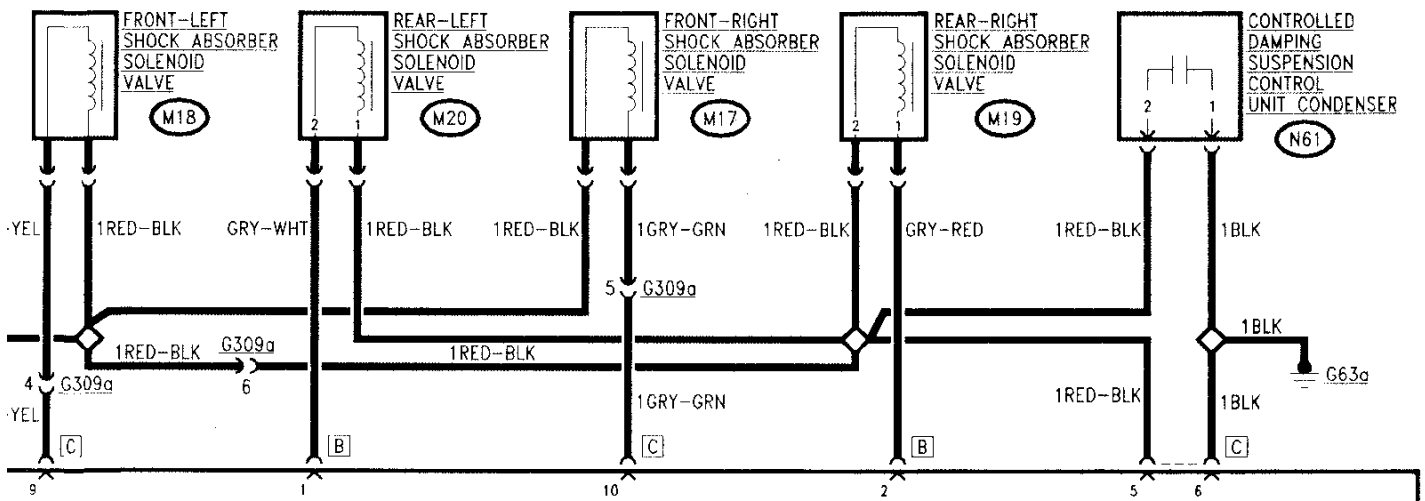 FRONT-LEFT
SHOCK ABSORBER
SOLENOID
VALVE
M18
REAR-LEFT
SHOCK ABSORBER
SOLENOID
VALVE
M20
2 1
FRONT-RIGHT
SHOCK ABSORBER
SOLENOID
VALVE
M17
REAR-RIGHT
SHOCK ABSORBER
SOLENOID
VALVE
M19
2 1
CONTROLLED
DAMPING
SUSPENSION
CONTROL
UNIT CONDENSER
N61
2 1
-YEL 1RED-BLK GRY-WHT 1RED-BLK 1RED-BLK 1GRY-GRN 1RED-BLK GRY-RED 1RED-BLK 1BLK
5 G309a
1BLK
G309a
1RED-BLK 1RED-BLK
6
4 G309a
G63a
-YEL 1GRY-GRN 1RED-BLK 1BLK
C B C B C
9 1 10 2 5 6